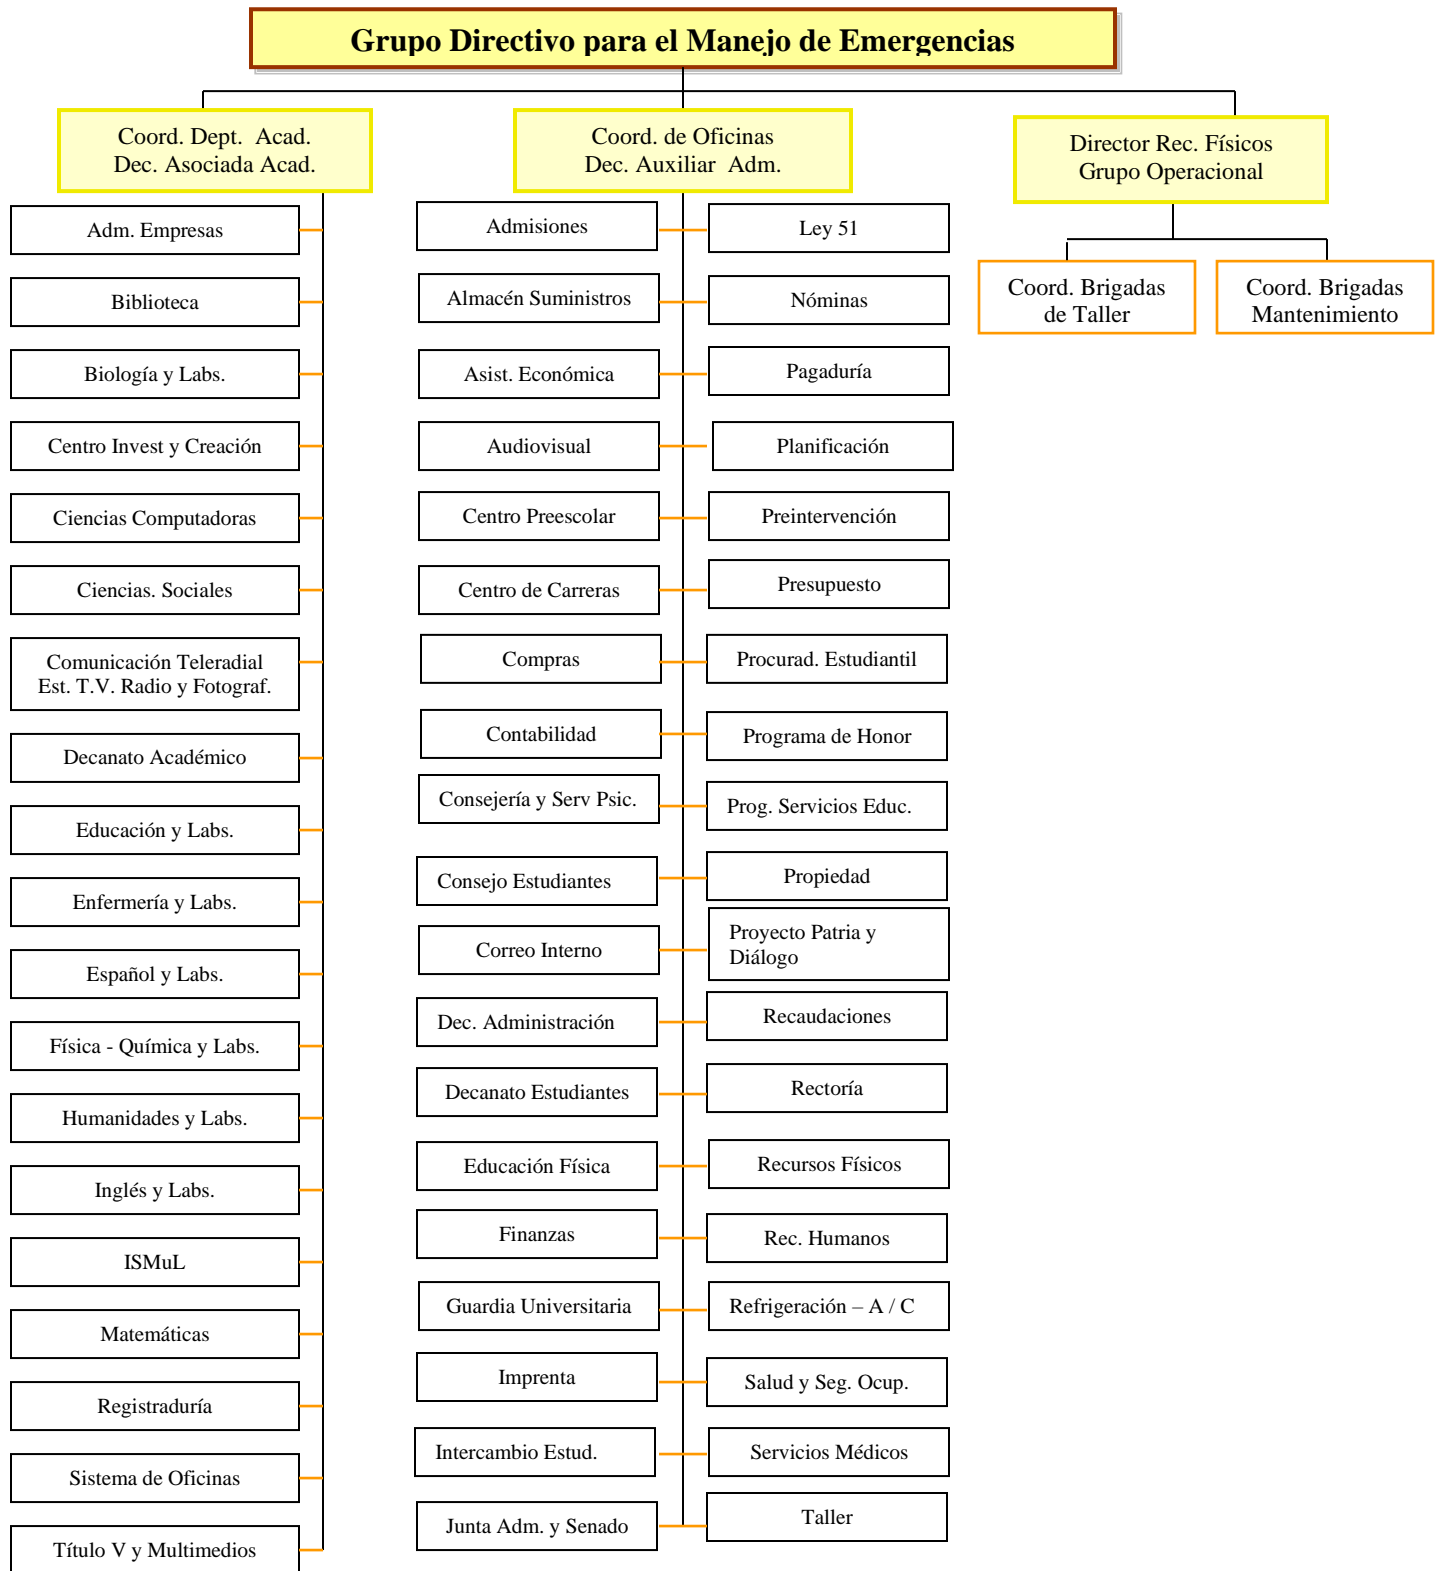 Grupo Directivo para el Manejo de Emergencias
Coord. Dept. Acad.
Dec. Asociada Acad.
Adm. Empresas
Biblioteca
Biología y Labs.
Centro Invest y Creación
Ciencias Computadoras
Ciencias. Sociales
Comunicación Teleradial
Est. T.V. Radio y Fotograf.
Decanato Académico
Educación y Labs.
Enfermería y Labs.
Español y Labs.
Física - Química y Labs.
Humanidades y Labs.
Inglés y Labs.
ISMuL
Matemáticas
Registraduría
Sistema de Oficinas
Título V y Multimedios
Coord. de Oficinas
Dec. Auxiliar Adm.
Admisiones
Almacén Suministros
Asist. Económica
Audiovisual
Centro Preescolar
Centro de Carreras
Compras
Contabilidad
Consejería y Serv Psic.
Consejo Estudiantes
Correo Interno
Dec. Administración
Decanato Estudiantes
Educación Física
Finanzas
Guardia Universitaria
Imprenta
Intercambio Estud.
Junta Adm. y Senado
Ley 51
Nóminas
Pagaduría
Planificación
Preintervención
Presupuesto
Procurad. Estudiantil
Programa de Honor
Prog. Servicios Educ.
Propiedad
Proyecto Patria y
Diálogo
Recaudaciones
Rectoría
Recursos Físicos
Rec. Humanos
Refrigeración – A / C
Salud y Seg. Ocup.
Servicios Médicos
Taller
Director Rec. Físicos
Grupo Operacional
Coord. Brigadas
de Taller
Coord. Brigadas
Mantenimiento